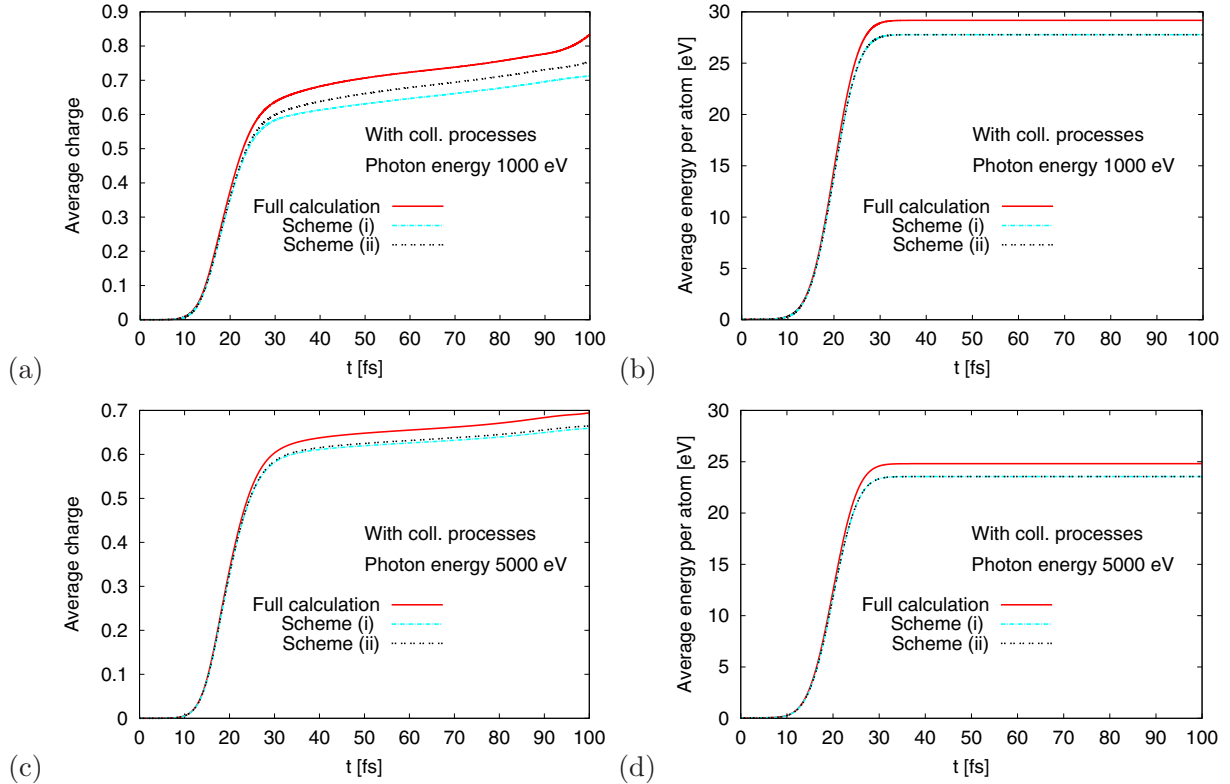 0.9
0.8
0.7
0.6
0.5
0.4
0.3
0.2
0.1
0
Average charge
With coll. processes
Photon energy 1000 eV
Full calculation
Scheme (i)
Scheme (ii)
0 10 20 30 40 50 60 70 80 90 100
t [fs]
(a)
30
25
20
15
10
5
0
Average energy per atom [eV]
With coll. processes
Photon energy 1000 eV
Full calculation
Scheme (i)
Scheme (ii)
0 10 20 30 40 50 60 70 80 90 100
t [fs]
(b)
0.7
0.6
0.5
0.4
0.3
0.2
0.1
0
Average charge
With coll. processes
Photon energy 5000 eV
Full calculation
Scheme (i)
Scheme (ii)
0 10 20 30 40 50 60 70 80 90 100
t [fs]
(c)
30
25
20
15
10
5
0
Average energy per atom [eV]
With coll. processes
Photon energy 5000 eV
Full calculation
Scheme (i)
Scheme (ii)
0 10 20 30 40 50 60 70 80 90 100
t [fs]
(d)